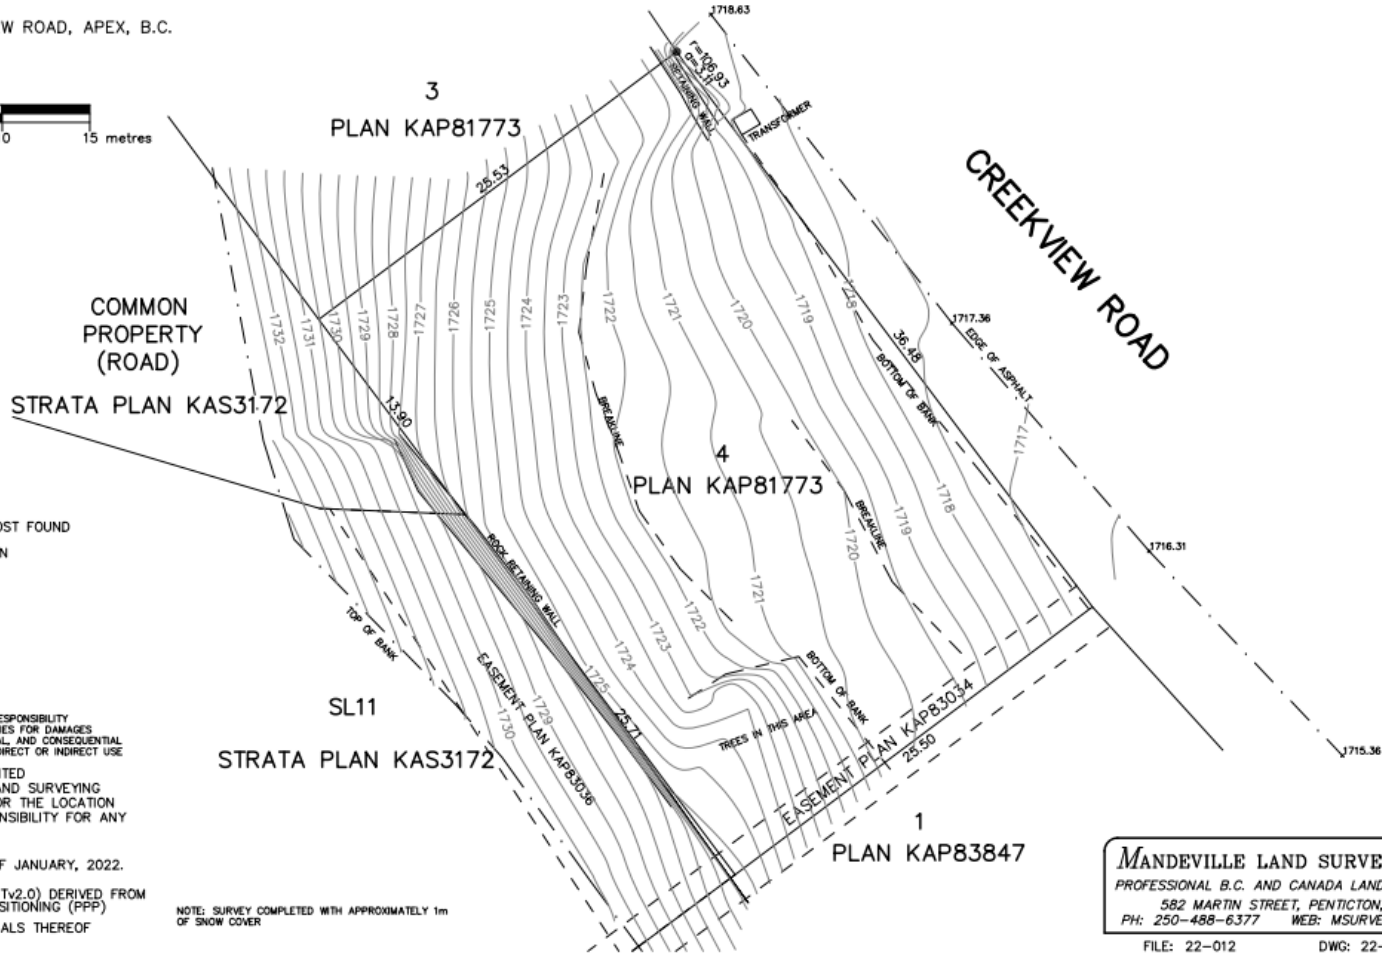 W ROAD, APEX, B.C.
0 15 metres
1718.63
r=106.93
a=3.11
RETAINING WALL
TRANSFORMER
3
PLAN KAP81773
25.53
CREEKVIEW ROAD
COMMON
PROPERTY
(ROAD)
STRATA PLAN KAS3172
1732
1731
1730
1729
1728
1727
1726
1725
1724
1723
1722
1721
1720
1719
1718
1717.36
EDGE OF ASPHALT
36.48
BOTTOM OF BANK
13.90
BREAKLINE
4
PLAN KAP81773
1717
BREAKLINE
1718
1719
1720
1721
1716.31
OST FOUND
N
ROCK RETAINING WALL
TOP OF BANK
1722
1723
1724
1725
25.71
EASEMENT PLAN KAP83036
1729
1730
BOTTOM OF BANK
TREES IN THIS AREA
EASEMENT PLAN KAP83034
25.50
1715.36
SL11
STRATA PLAN KAS3172
ESPONSIBILITY
IES FOR DAMAGES
AL, AND CONSEQUENTIAL
DIRECT OR INDIRECT USE
ITED
AND SURVEYING
OR THE LOCATION
NSIBILITY FOR ANY
1
PLAN KAP83847
F JANUARY, 2022.
Tv2.0) DERIVED FROM
SITIONING (PPP)
ALS THEREOF
NOTE: SURVEY COMPLETED WITH APPROXIMATELY 1m
OF SNOW COVER
MANDEVILLE LAND SURVE
PROFESSIONAL B.C. AND CANADA LAND
582 MARTIN STREET, PENTICTON,
PH: 250-488-6377 WEB: MSURVE
FILE: 22-012 DWG: 22-